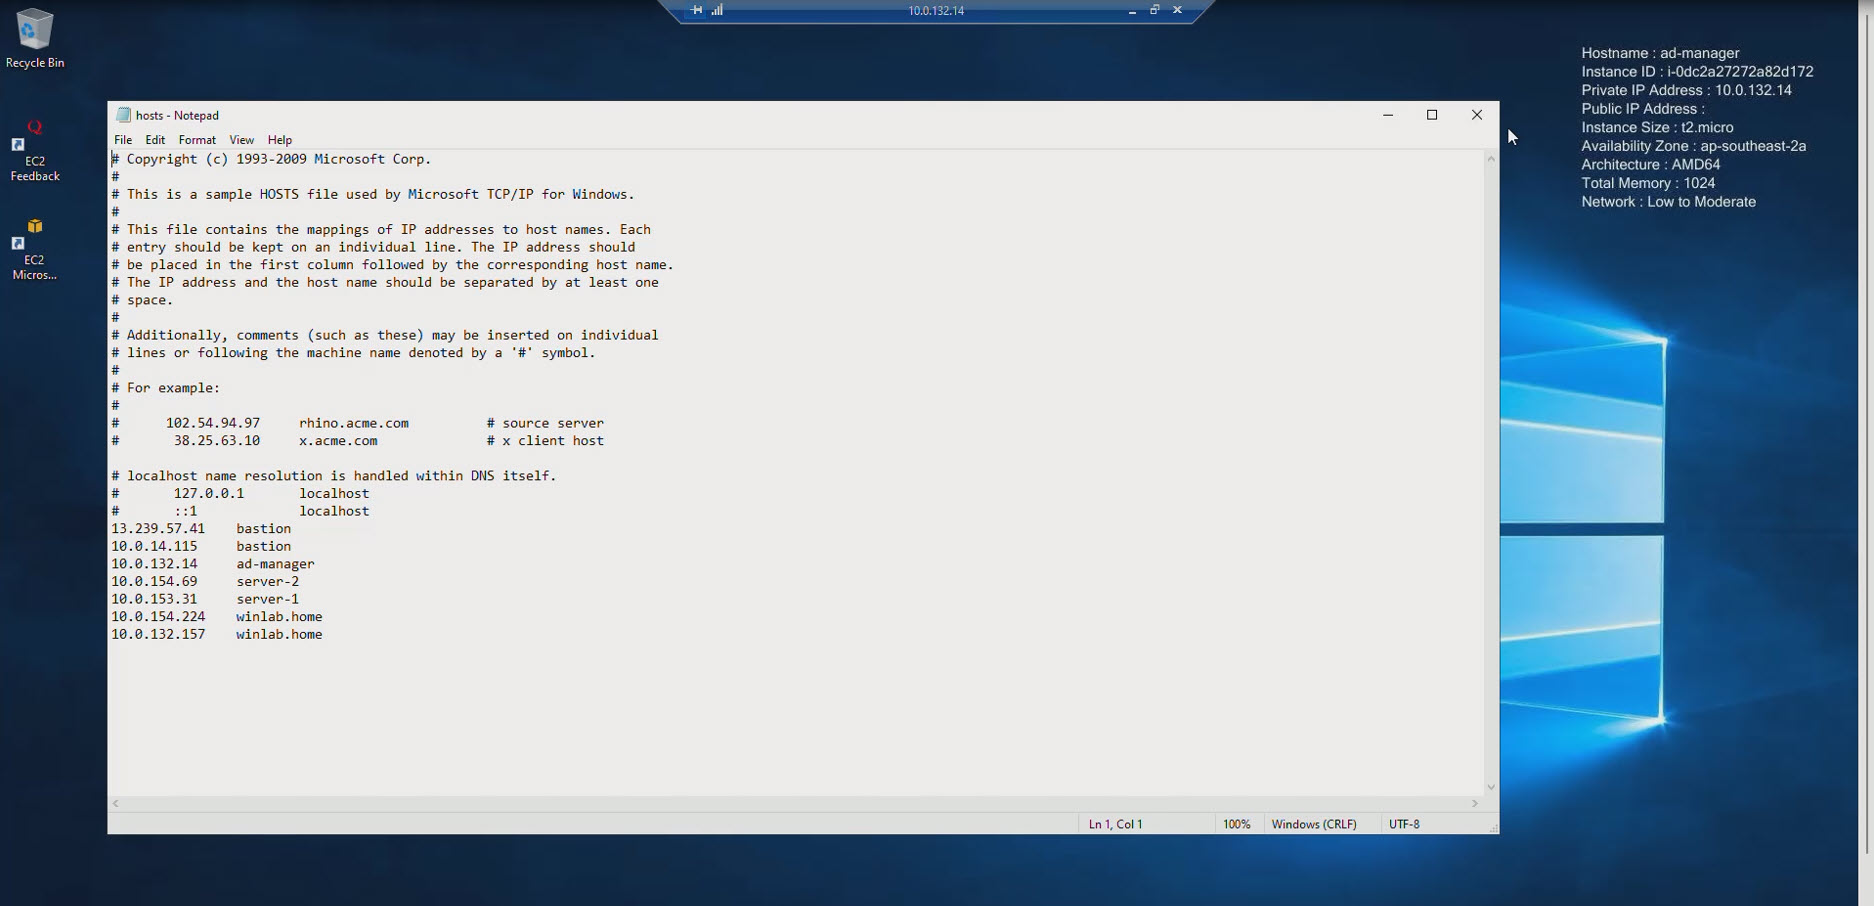 10.0.132.14
Recycle Bin
EC2
Feedback
EC2
Micros...
Hostname : ad-manager
Instance ID : i-0dc2a27272a82d172
Private IP Address : 10.0.132.14
Public IP Address :
Instance Size : t2.micro
Availability Zone : ap-southeast-2a
Architecture : AMD64
Total Memory : 1024
Network : Low to Moderate
hosts - Notepad
File Edit Format View Help
# Copyright (c) 1993-2009 Microsoft Corp.
#
# This is a sample HOSTS file used by Microsoft TCP/IP for Windows.
#
# This file contains the mappings of IP addresses to host names. Each
# entry should be kept on an individual line. The IP address should
# be placed in the first column followed by the corresponding host name.
# The IP address and the host name should be separated by at least one
# space.
#
# Additionally, comments (such as these) may be inserted on individual
# lines or following the machine name denoted by a '#' symbol.
#
# For example:
#
#      102.54.94.97     rhino.acme.com          # source server
#       38.25.63.10     x.acme.com              # x client host

# localhost name resolution is handled within DNS itself.
#       127.0.0.1       localhost
#       ::1             localhost
13.239.57.41    bastion
10.0.14.115     bastion
10.0.132.14     ad-manager
10.0.154.69     server-2
10.0.153.31     server-1
10.0.154.224    winlab.home
10.0.132.157    winlab.home
Ln 1, Col 1 100% Windows (CRLF) UTF-8